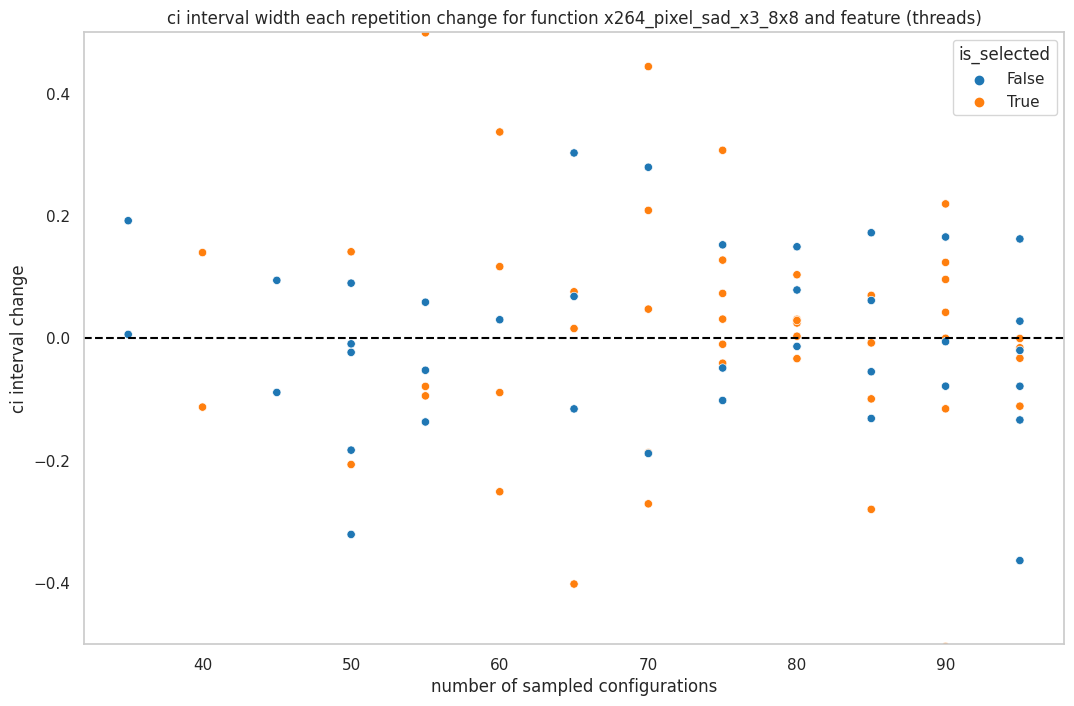 ci interval width each repetition change for function x264_pixel_sad_x3_8x8 and feature (threads)
is_selected
False
True
0.4
0.2
0.0
−0.2
−0.4
ci interval change
40 50 60 70 80 90
number of sampled configurations